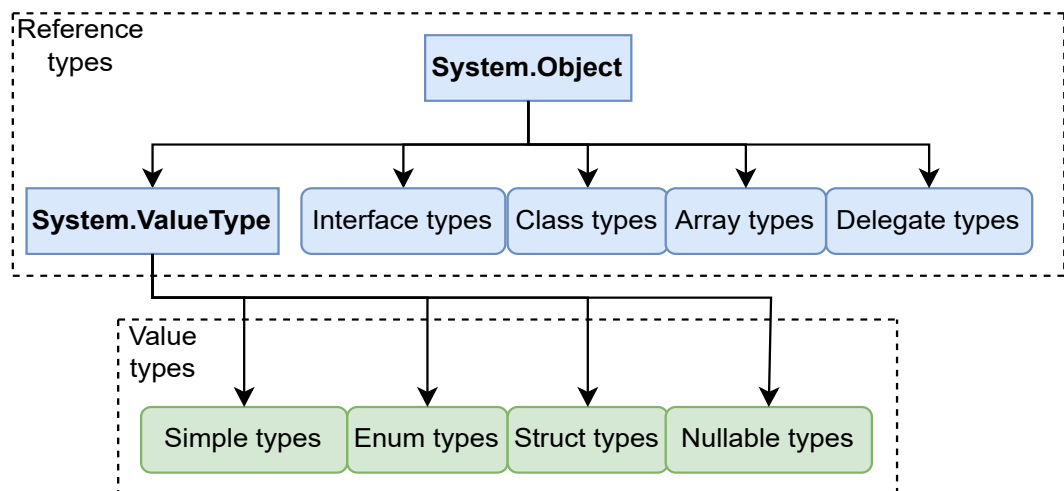 Reference
types
System.Object
System.ValueType
Interface types
Class types
Array types
Delegate types
Value
types
Simple types
Enum types
Struct types
Nullable types